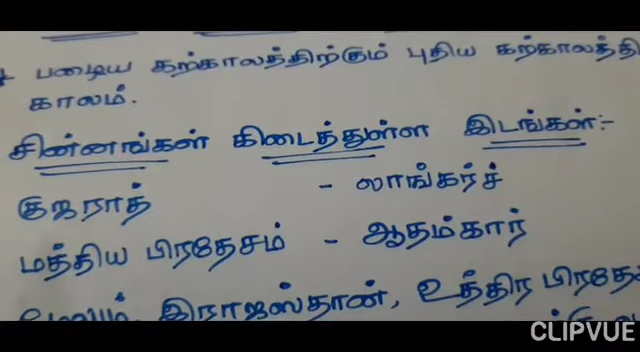 பழைய கற்காலத்திற்கும் புதிய கற்காலத்தி
காலம்.
சின்னங்கள் கிடைத்துள்ள இடங்கள்:-
குஜராத் - லாங்கர்ச்
மத்திய பிரதேசம் - ஆதம்கார்
மேலும் இராஜஸ்தான், உத்திர பிரதே
CLIPVUE